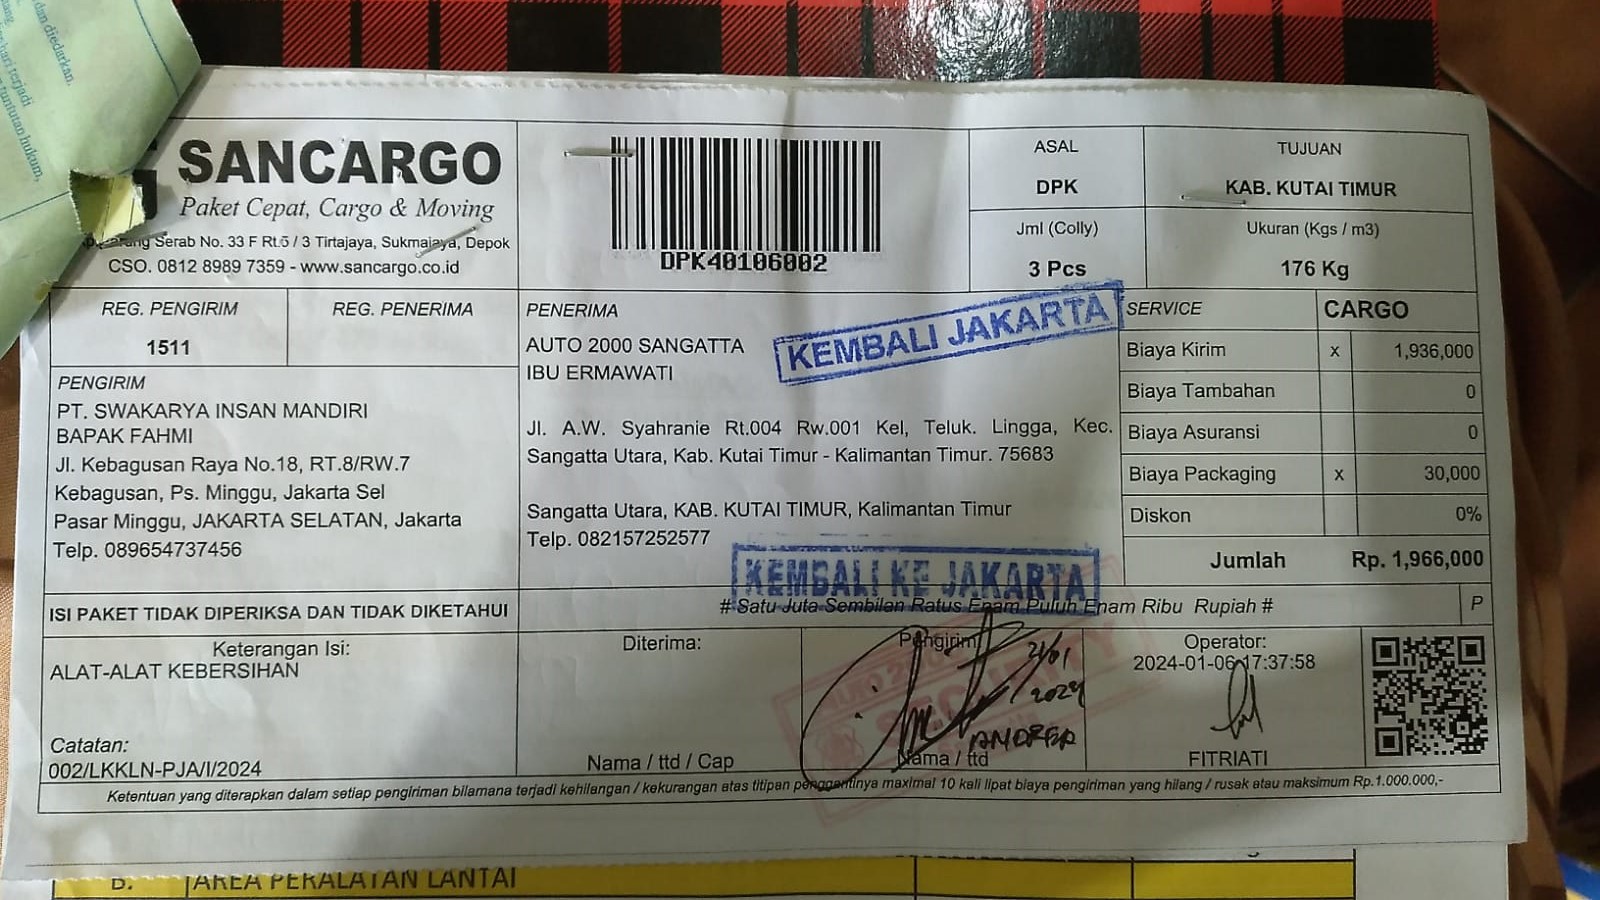 dan diedarkan.
tuntutan hukum,
SANCARGO
Paket Cepat, Cargo & Moving
Serab No. 33 F Rt.5 / 3 Tirtajaya, Sukmajaya, Depok
CSO. 0812 8989 7359 - www.sancargo.co.id
DPK40106002
ASAL
DPK
TUJUAN
KAB. KUTAI TIMUR
Jml (Colly)
3 Pcs
Ukuran (Kgs / m3)
176 Kg
REG. PENGIRIM
1511
REG. PENERIMA
PENGIRIM
PT. SWAKARYA INSAN MANDIRI
BAPAK FAHMI
Jl. Kebagusan Raya No.18, RT.8/RW.7
Kebagusan, Ps. Minggu, Jakarta Sel
Pasar Minggu, JAKARTA SELATAN, Jakarta
Telp. 089654737456
PENERIMA
AUTO 2000 SANGATTA
IBU ERMAWATI
KEMBALI JAKARTA
Jl. A.W. Syahranie Rt.004 Rw.001 Kel, Teluk. Lingga, Kec.
Sangatta Utara, Kab. Kutai Timur - Kalimantan Timur. 75683
Sangatta Utara, KAB. KUTAI TIMUR, Kalimantan Timur
Telp. 082157252577
KEMBALI KE JAKARTA
SERVICE CARGO
Biaya Kirim x 1,936,000
Biaya Tambahan 0
Biaya Asuransi 0
Biaya Packaging x 30,000
Diskon 0%
Jumlah Rp. 1,966,000
ISI PAKET TIDAK DIPERIKSA DAN TIDAK DIKETAHUI
# Satu Juta Sembilan Ratus Enam Puluh Enam Ribu Rupiah #
P
Keterangan Isi:
ALAT-ALAT KEBERSIHAN
Catatan:
002/LKKLN-PJA/I/2024
Diterima:
Nama / ttd / Cap
Pengirim
21/01
2024
SECURITY
ANDREA
Nama / ttd
Operator:
2024-01-06 17:37:58
FITRIATI
Ketentuan yang diterapkan dalam setiap pengiriman bilamana terjadi kehilangan / kekurangan atas titipan penggantinya maximal 10 kali lipat biaya pengiriman yang hilang / rusak atau maksimum Rp.1.000.000,-
B. AREA PERALATAN LANTAI